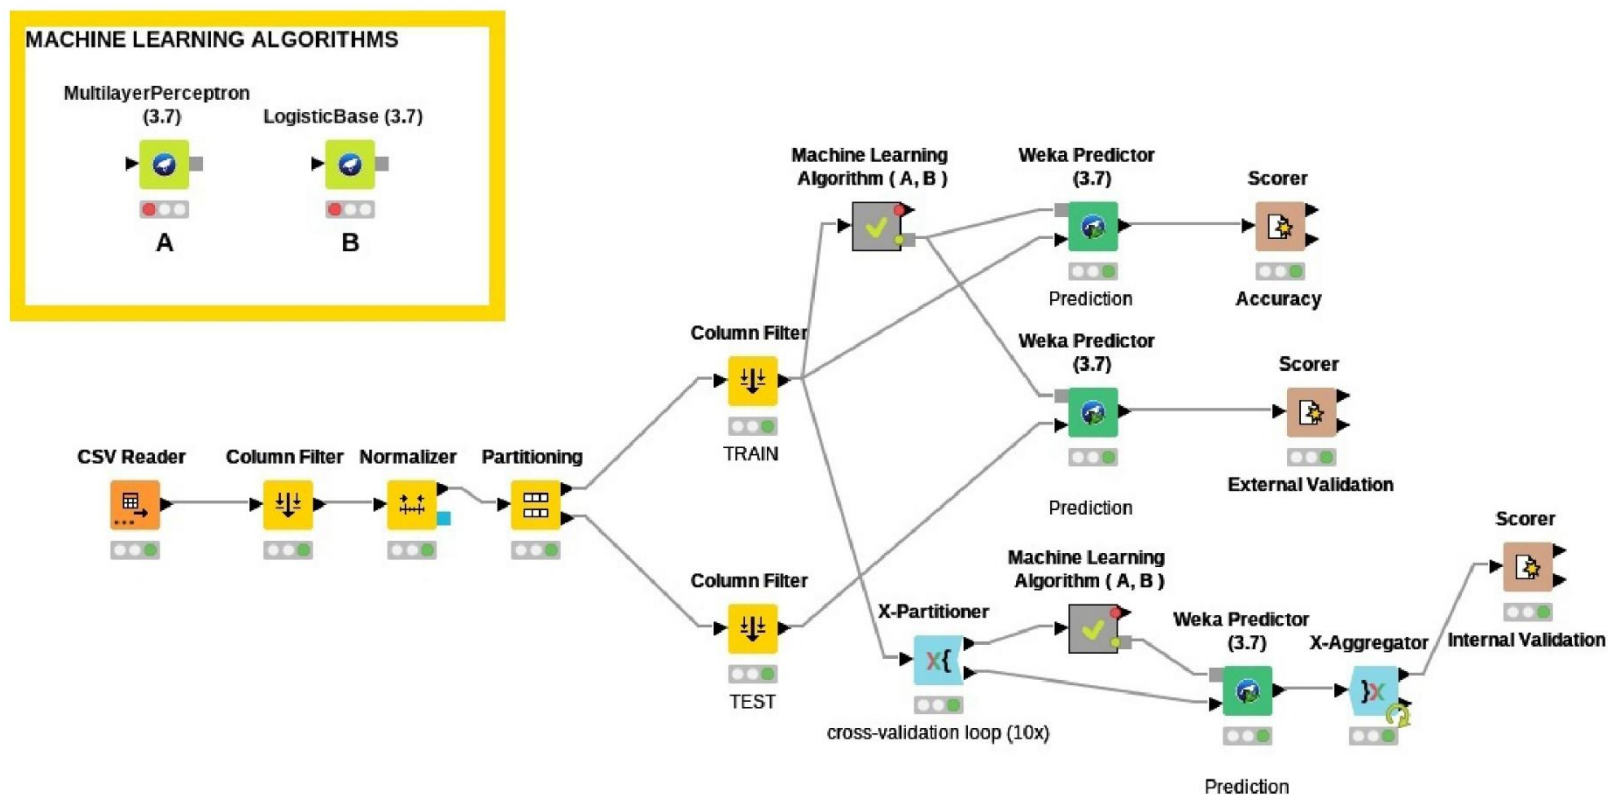 MACHINE LEARNING ALGORITHMS
MultilayerPerceptron
(3.7)
LogisticBase (3.7)
A
B
Machine Learning
Algorithm ( A, B )
Weka Predictor
(3.7)
Prediction
Scorer
Accuracy
Column Filter
TRAIN
Weka Predictor
(3.7)
Prediction
Scorer
External Validation
CSV Reader
Column Filter
Normalizer
Partitioning
Column Filter
TEST
X-Partitioner
cross-validation loop (10x)
Machine Learning
Algorithm ( A, B )
Weka Predictor
(3.7)
Prediction
X-Aggregator
Scorer
Internal Validation